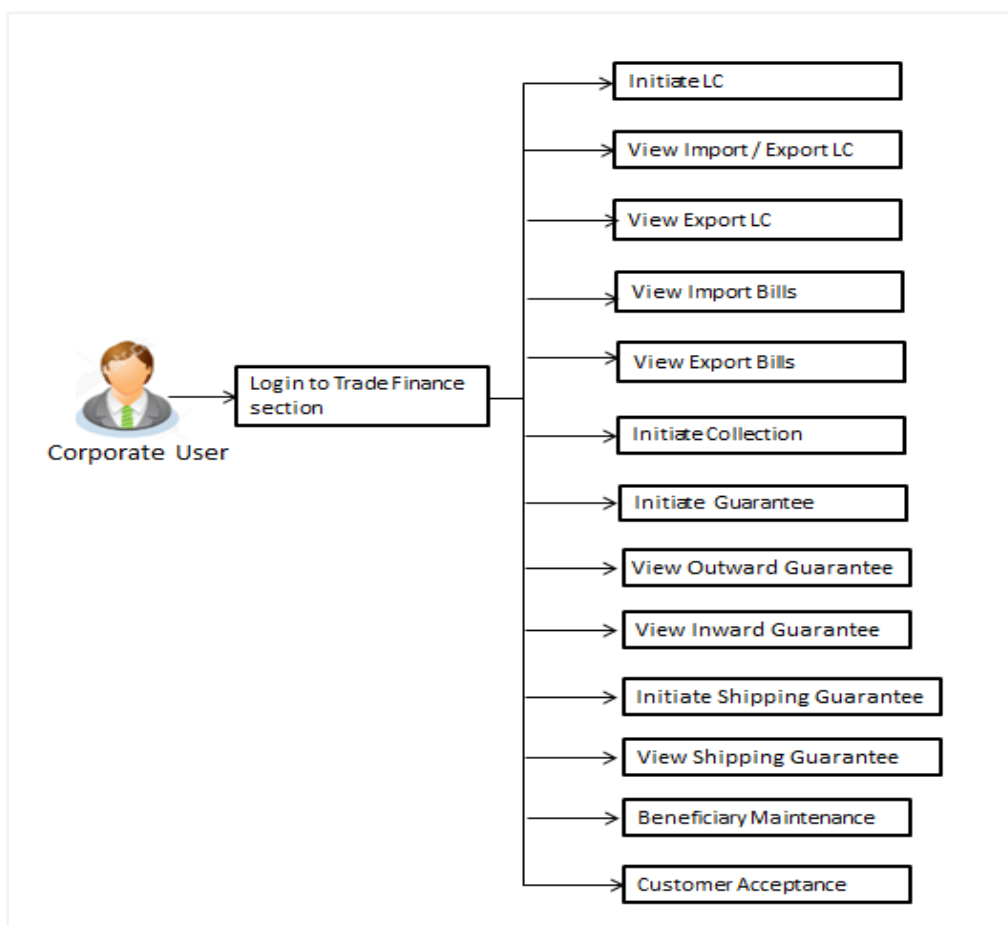 Initiate LC
View Import / Export LC
View Export LC
View Import Bills
View Export Bills
Login to Trade Finance
section
Corporate User
Initiate Collection
Initiate Guarantee
View Outward Guarantee
View Inward Guarantee
Initiate Shipping Guarantee
View Shipping Guarantee
Beneficiary Maintenance
Customer Acceptance